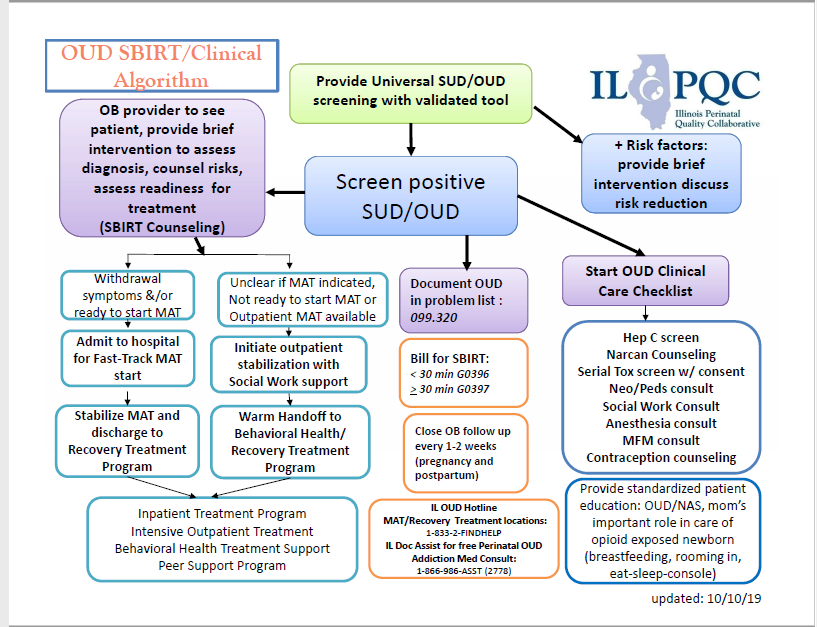 OUD SBIRT/Clinical
Algorithm
Provide Universal SUD/OUD
screening with validated tool
IL PQC
Illinois Perinatal
Quality Collaborative
OB provider to see
patient, provide brief
intervention to assess
diagnosis, counsel risks,
assess readiness for
treatment
(SBIRT Counseling)
Screen positive
SUD/OUD
+ Risk factors:
provide brief
intervention discuss
risk reduction
Withdrawal
symptoms &/or
ready to start MAT
Unclear if MAT indicated,
Not ready to start MAT or
Outpatient MAT available
Document OUD
in problem list :
099.320
Start OUD Clinical
Care Checklist
Admit to hospital
for Fast-Track MAT
start
Initiate outpatient
stabilization with
Social Work support
Bill for SBIRT:
< 30 min G0396
> 30 min G0397
Hep C screen
Narcan Counseling
Serial Tox screen w/ consent
Neo/Peds consult
Social Work Consult
Anesthesia consult
MFM consult
Contraception counseling
Stabilize MAT and
discharge to
Recovery Treatment
Program
Warm Handoff to
Behavioral Health/
Recovery Treatment
Program
Close OB follow up
every 1-2 weeks
(pregnancy and
postpartum)
Inpatient Treatment Program
Intensive Outpatient Treatment
Behavioral Health Treatment Support
Peer Support Program
IL OUD Hotline
MAT/Recovery Treatment locations:
1-833-2-FINDHELP
IL Doc Assist for free Perinatal OUD
Addiction Med Consult:
1-866-986-ASST (2778)
Provide standardized patient
education: OUD/NAS, mom's
important role in care of
opioid exposed newborn
(breastfeeding, rooming in,
eat-sleep-console)
updated: 10/10/19